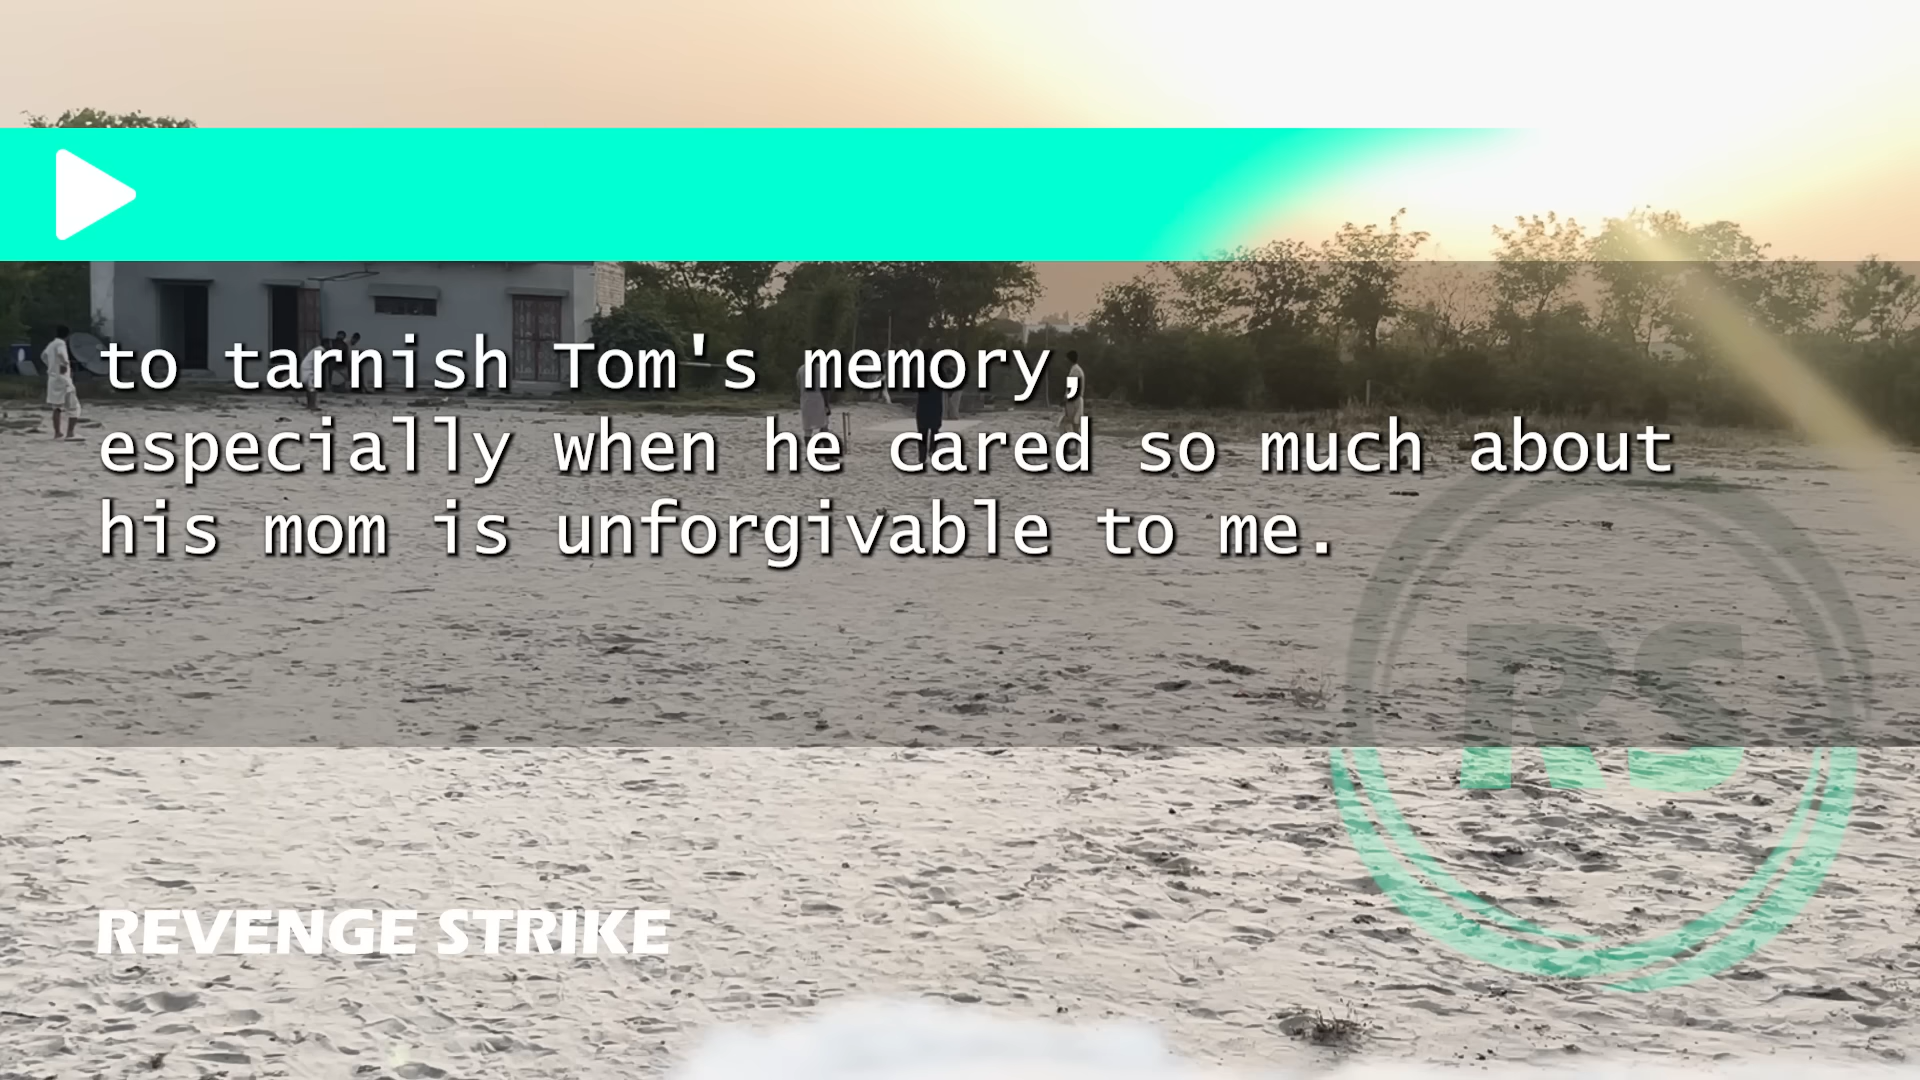 to tarnish Tom's memory,
especially when he cared so much about
his mom is unforgivable to me.
RS
REVENGE STRIKE